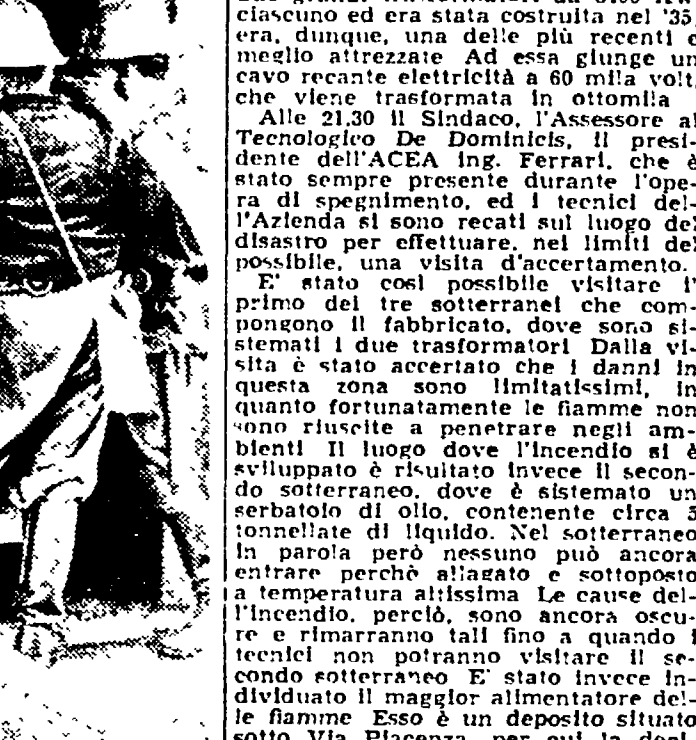 ciascuno ed era stata costruita nel '35,
era, dunque, una delle più recenti e
meglio attrezzate Ad essa giunge un
cavo recante elettricità a 60 mila volt,
che viene trasformata in ottomila
Alle 21.30 il Sindaco, l'Assessore al
Tecnologico De Dominicis, il presi-
dente dell'ACEA ing. Ferrari, che è
stato sempre presente durante l'ope-
ra di spegnimento, ed i tecnici del-
l'Azienda si sono recati sul luogo del
disastro per effettuare, nei limiti del
possibile, una visita d'accertamento.
E' stato così possibile visitare il
primo dei tre sotterranei che com-
pongono il fabbricato, dove sono si-
stemati i due trasformatori Dalla vi-
sita è stato accertato che i danni in
questa zona sono limitatissimi, in
quanto fortunatamente le fiamme non
sono riuscite a penetrare negli am-
bienti Il luogo dove l'incendio si è
sviluppato è risultato invece il secon-
do sotterraneo, dove è sistemato un
serbatoio di olio, contenente circa 5
tonnellate di liquido. Nel sotterraneo
in parola però nessuno può ancora
entrare perchè allagato e sottoposto
a temperatura altissima Le cause del-
l'incendio, perciò, sono ancora oscu-
re e rimarranno tali fino a quando i
tecnici non potranno visitare il se-
condo sotterraneo E' stato invece in-
dividuato il maggior alimentatore del-
le fiamme Esso è un deposito situato
sotto Via Piacenza, per cui la